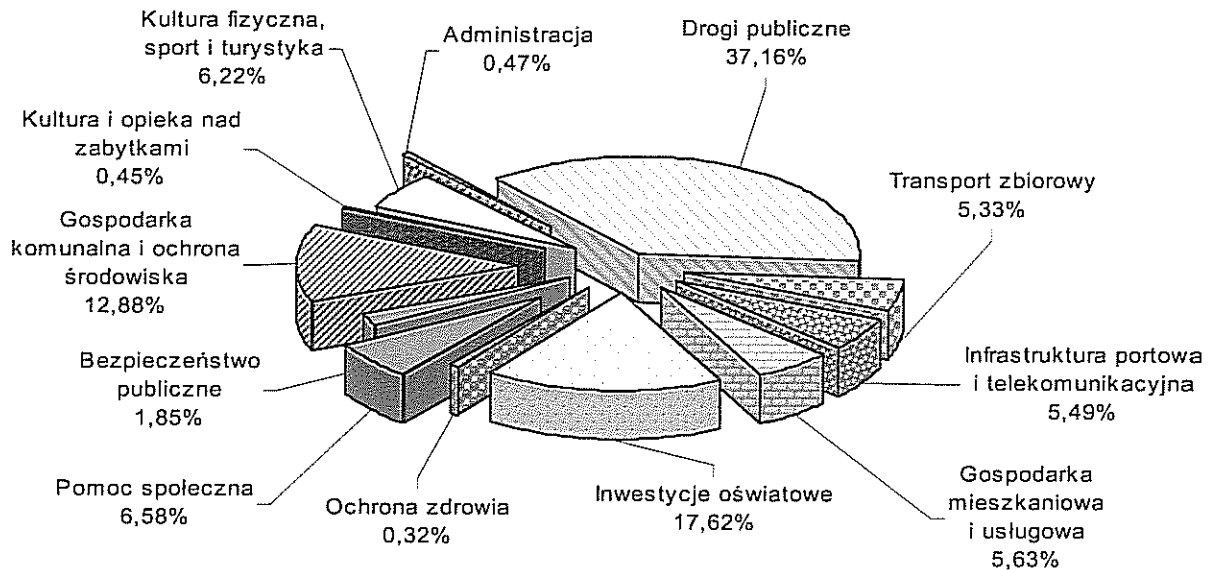 Kultura fizyczna,
sport i turystyka
6,22%
Administracja
0,47%
Drogi publiczne
37,16%
Kultura i opieka nad
zabytkami
0,45%
Transport zbiorowy
5,33%
Gospodarka
komunalna i ochrona
środowiska
12,88%
Infrastruktura portowa
i telekomunikacyjna
5,49%
Bezpieczeństwo
publiczne
1,85%
Gospodarka
mieszkaniowa
i usługowa
5,63%
Pomoc społeczna
6,58%
Ochrona zdrowia
0,32%
Inwestycje oświatowe
17,62%